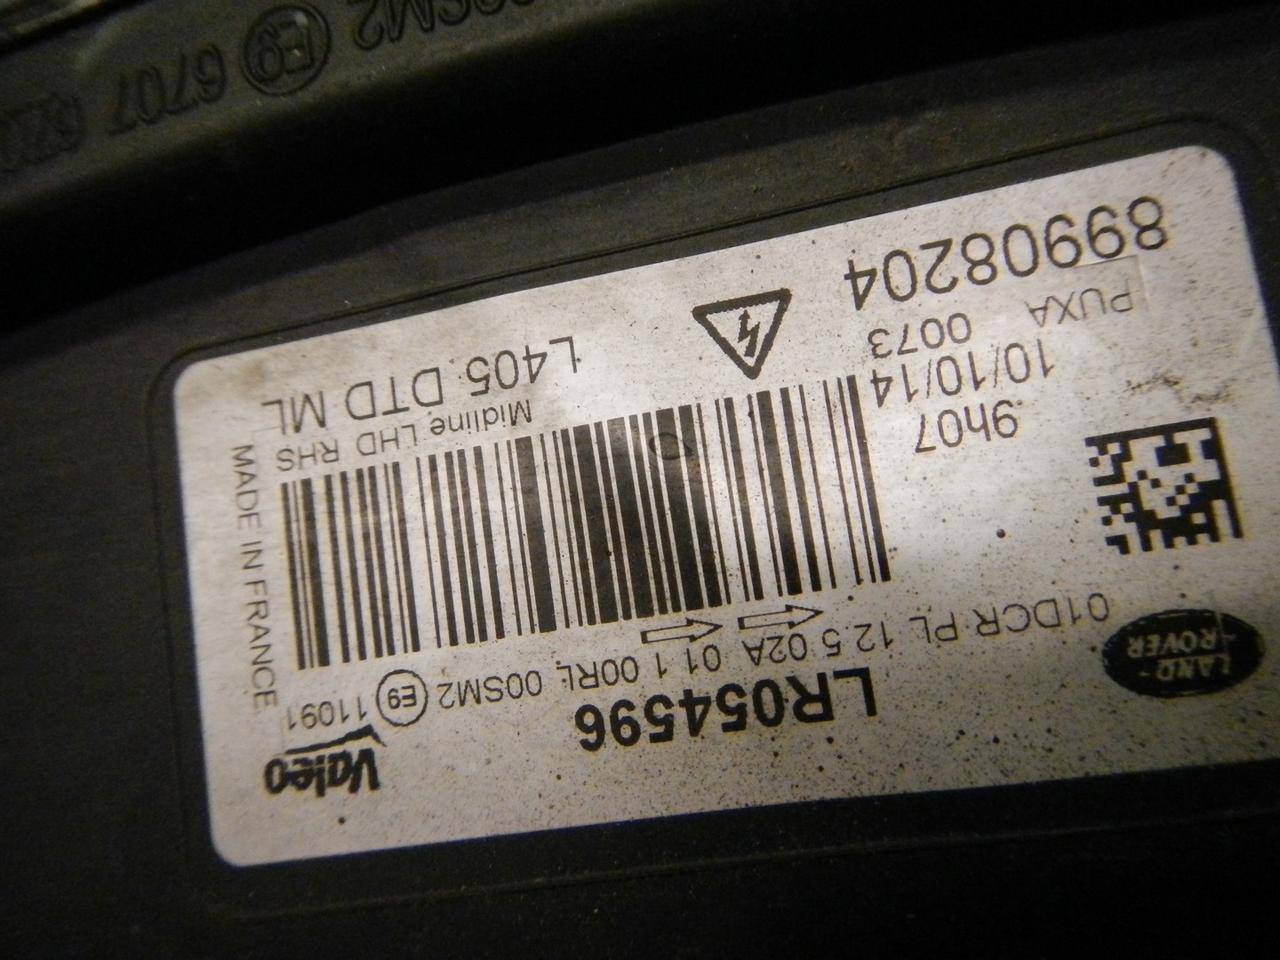 LAND-
-ROVER
LR054596
Valeo
01DCR PL 12 5 02A 01 1 00RL 00SM2 E9 11091
MADE IN FRANCE
9h07
10/10/14
0073
PUXA
89908204
Midline LHD RHS
L405 DTD ML
E9 6707